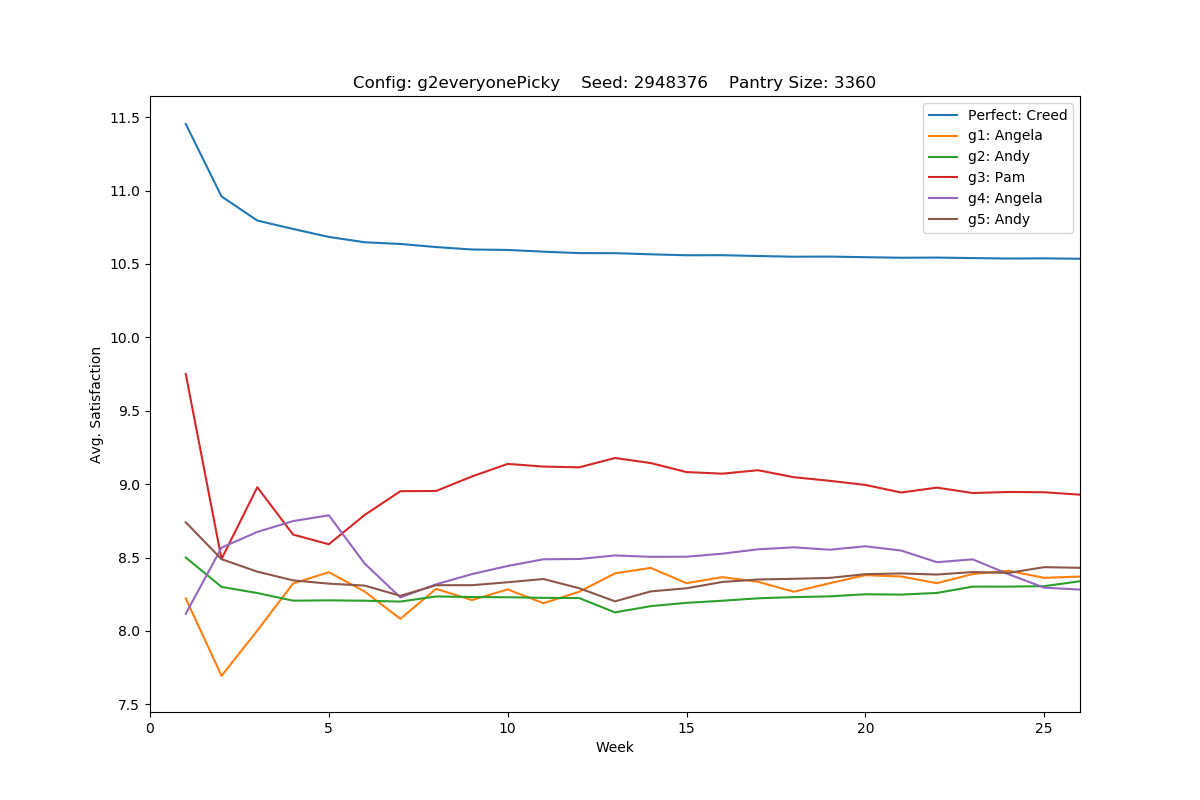 Config: g2everyonePicky    Seed: 2948376    Pantry Size: 3360
11.5
11.0
10.5
10.0
9.5
9.0
8.5
8.0
7.5
Avg. Satisfaction
Perfect: Creed
g1: Angela
g2: Andy
g3: Pam
g4: Angela
g5: Andy
0 5 10 15 20 25
Week